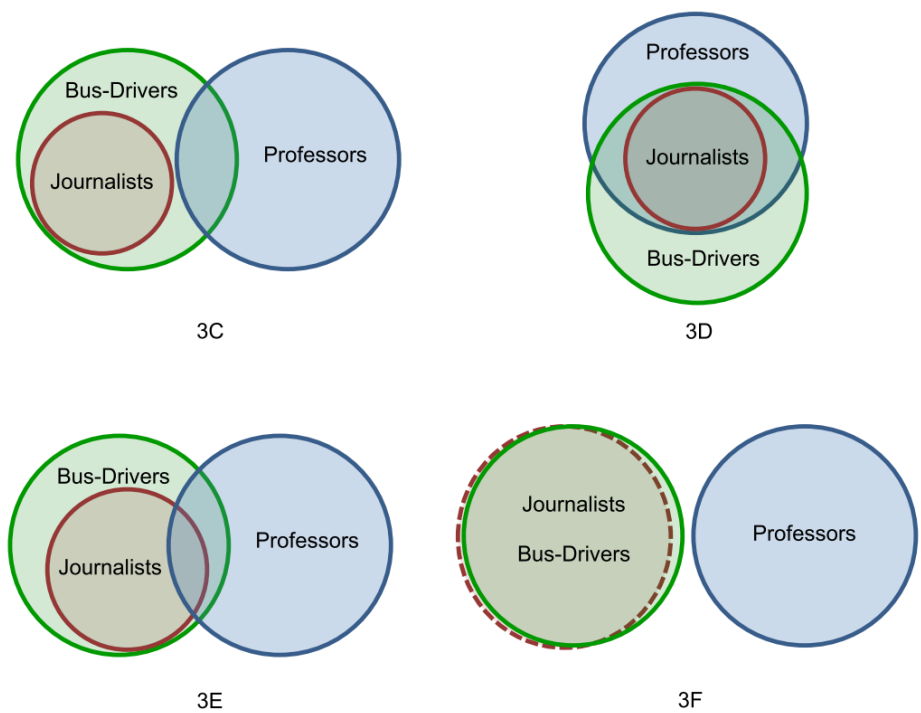 Bus-Drivers
Journalists
Professors
3C
Professors
Journalists
Bus-Drivers
3D
Bus-Drivers
Journalists
Professors
3E
Journalists
Bus-Drivers
Professors
3F